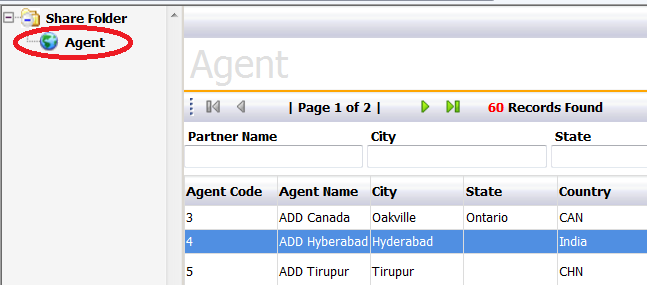 Share Folder
Agent
Agent
| Page 1 of 2 | 60 Records Found
Partner Name City State
Agent Code Agent Name City State Country
3 ADD Canada Oakville Ontario CAN
4 ADD Hyberabad Hyderabad India
5 ADD Tirupur Tirupur CHN